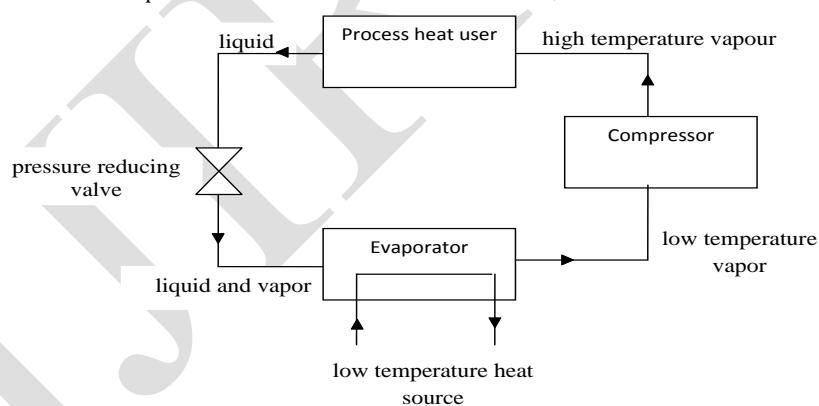 Process heat user
liquid
high temperature vapour
Compressor
pressure reducing
valve
Evaporator
low temperature
vapor
liquid and vapor
low temperature heat
source